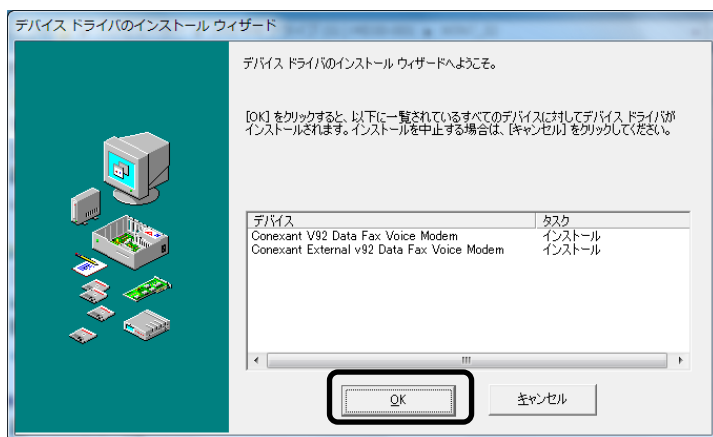 デバイス ドライバのインストール ウィザード
デバイス ドライバのインストール ウィザードへようこそ。
[OK] をクリックすると、以下に一覧されているすべてのデバイスに対してデバイス ドライバが
インストールされます。インストールを中止する場合は、[キャンセル] をクリックしてください。
デバイス タスク
Conexant V92 Data Fax Voice Modem インストール
Conexant External v92 Data Fax Voice Modem インストール
OK キャンセル